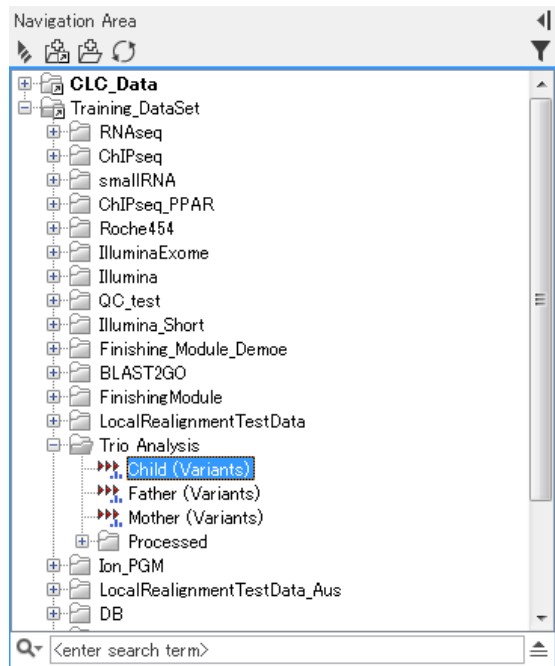 Navigation Area
CLC_Data
Training_DataSet
RNAseq
ChIPseq
smallRNA
ChIPseq_PPAR
Roche454
IlluminaExome
Illumina
QC_test
Illumina_Short
Finishing_Module_Demoe
BLAST2GO
FinishingModule
LocalRealignmentTestData
Trio Analysis
Child (Variants)
Father (Variants)
Mother (Variants)
Processed
Ion_PGM
LocalRealignmentTestData_Aus
DB
<enter search term>